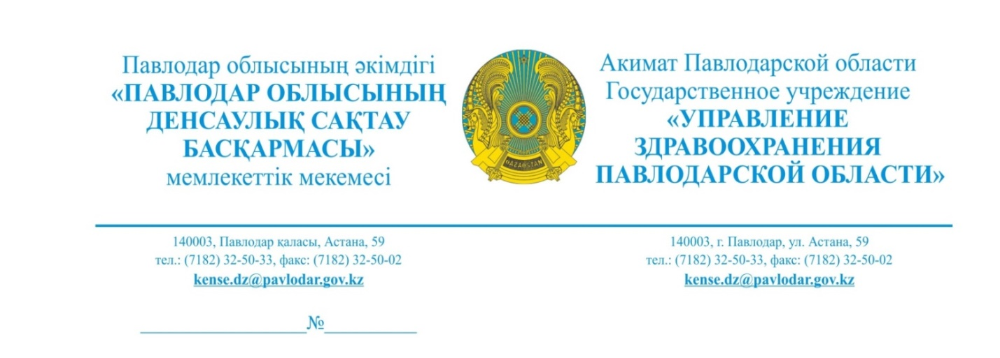 Павлодар облысының әкімдігі
«ПАВЛОДАР ОБЛЫСЫНЫҢ
ДЕНСАУЛЫҚ САҚТАУ
БАСҚАРМАСЫ»
мемлекеттік мекемесі
QAZAQSTAN
Акимат Павлодарской области
Государственное учреждение
«УПРАВЛЕНИЕ
ЗДРАВООХРАНЕНИЯ
ПАВЛОДАРСКОЙ ОБЛАСТИ»
140003, Павлодар қаласы, Астана, 59
тел.: (7182) 32-50-33, факс: (7182) 32-50-02
kense.dz@pavlodar.gov.kz
140003, г. Павлодар, ул. Астана, 59
тел.: (7182) 32-50-33, факс: (7182) 32-50-02
kense.dz@pavlodar.gov.kz
__________________№__________